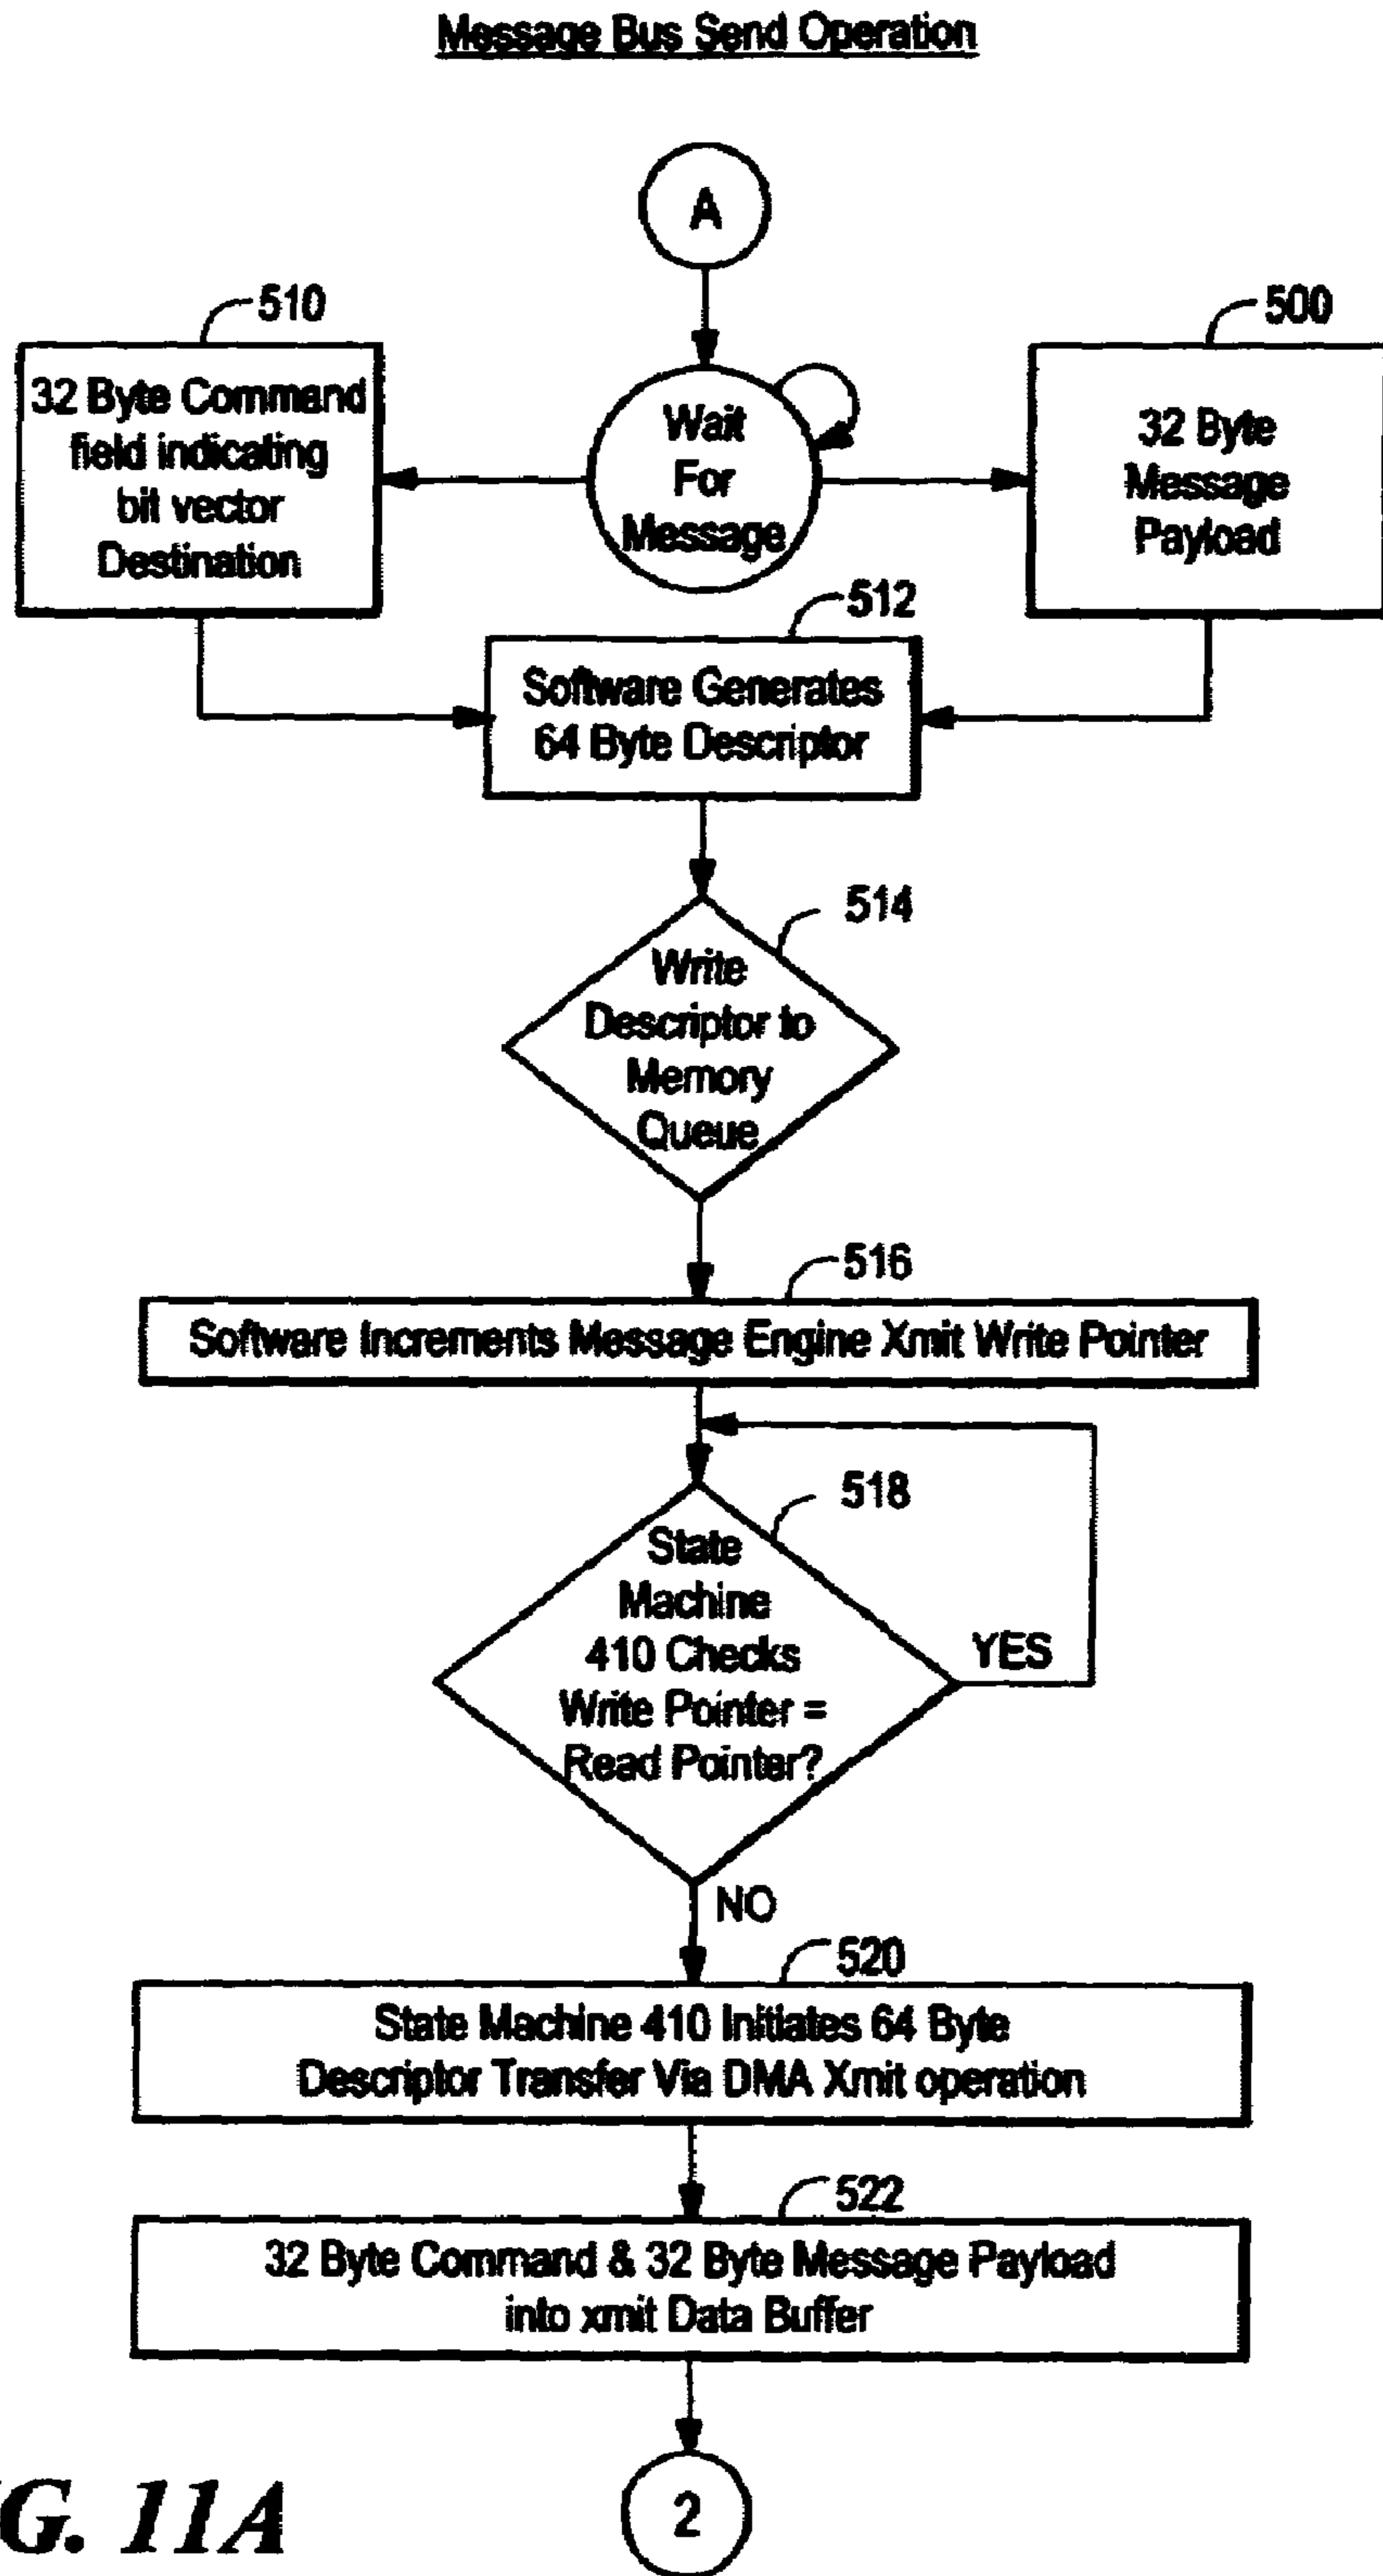 Message Bus Send Operation
A
510
500
32 Byte Command
field indicating
bit vector
Destination
Wait
For
Message
32 Byte
Message
Payload
512
Software Generates
64 Byte Descriptor
514
Write
Descriptor to
Memory
Queue
516
Software Increments Message Engine Xmit Write Pointer
518
State
Machine
410 Checks
Write Pointer =
Read Pointer?
YES
NO
520
State Machine 410 Initiates 64 Byte
Descriptor Transfer Via DMA Xmit operation
522
32 Byte Command & 32 Byte Message Payload
into xmit Data Buffer
2
G. 11A